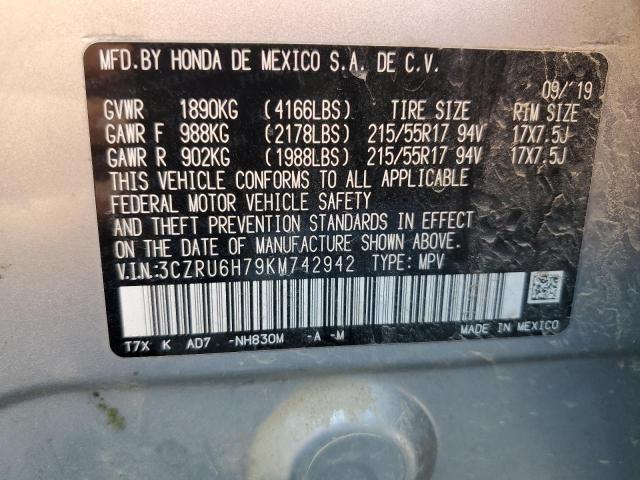 MFD.BY HONDA DE MEXICO S.A. DE C.V.
09/ 19
GVWR 1890KG (4166LBS) TIRE SIZE RIM SIZE
GAWR F 988KG (2178LBS) 215/55R17 94V 17X7.5J
GAWR R 902KG (1988LBS) 215/55R17 94V 17X7.5J
THIS VEHICLE CONFORMS TO ALL APPLICABLE
FEDERAL MOTOR VEHICLE SAFETY
AND THEFT PREVENTION STANDARDS IN EFFECT
ON THE DATE OF MANUFACTURE SHOWN ABOVE.
V.I.N:3CZRU6H79KM742942 TYPE: MPV
T7X K AD7 -NH830M -A -M
MADE IN MEXICO